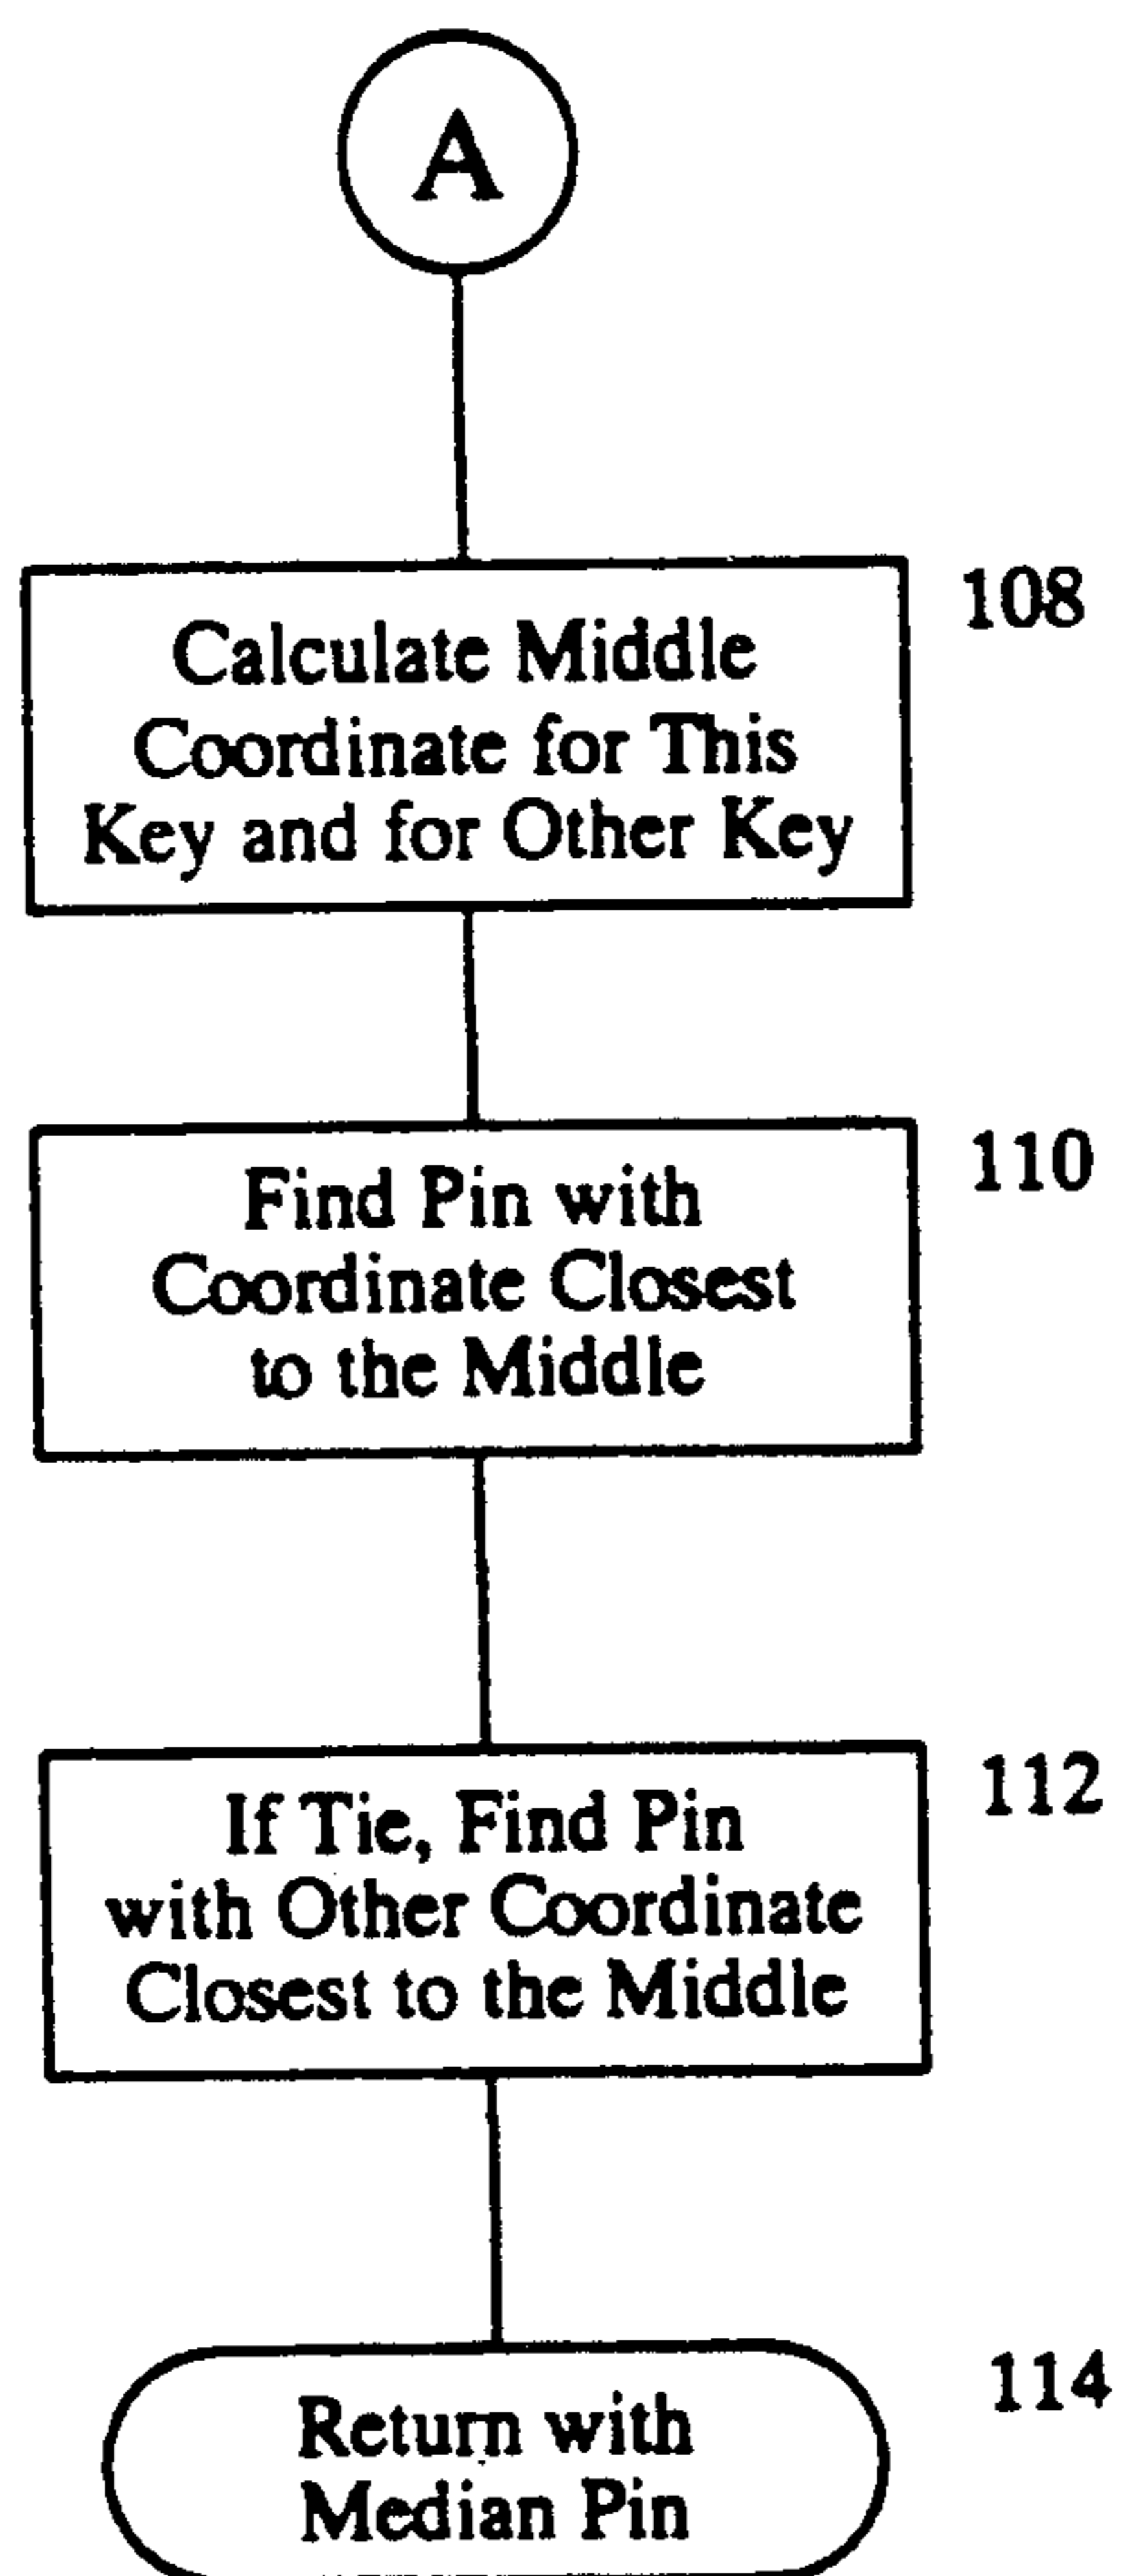 A
108
Calculate Middle
Coordinate for This
Key and for Other Key
110
Find Pin with
Coordinate Closest
to the Middle
112
If Tie, Find Pin
with Other Coordinate
Closest to the Middle
114
Return with
Median Pin